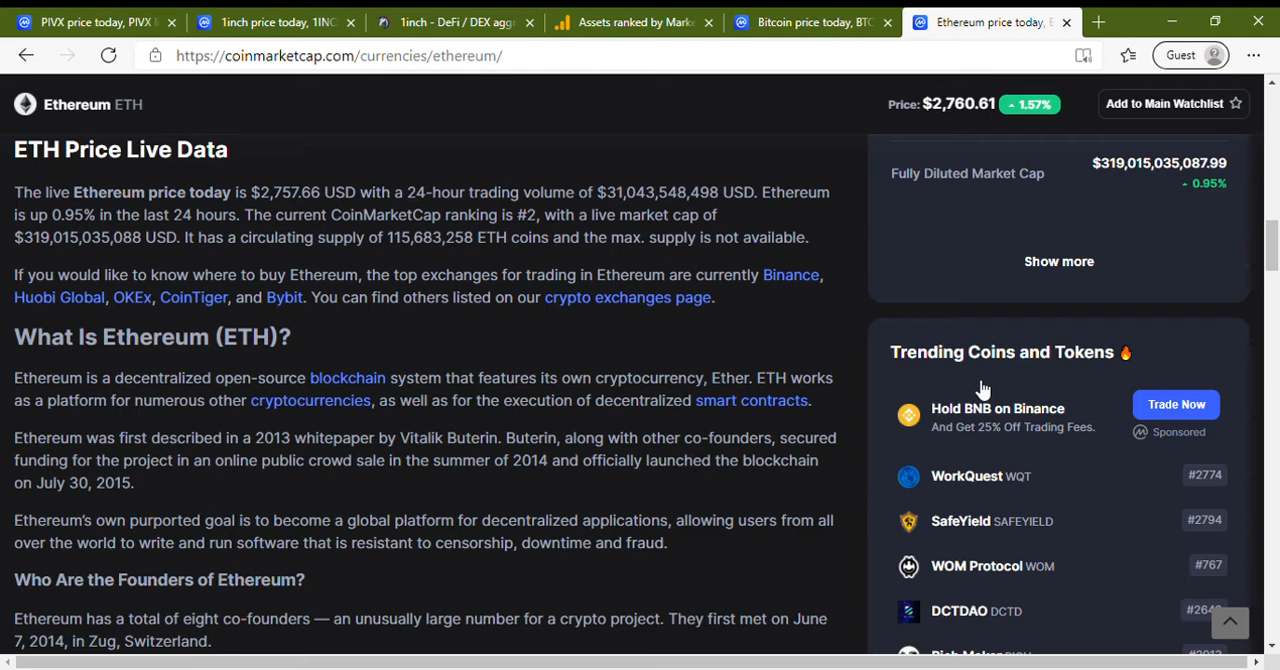 PIVX price today, PIVX
1inch price today, 1INC
1inch - DeFi / DEX aggr
Assets ranked by Mark
Bitcoin price today, BTC
Ethereum price today, E
https://coinmarketcap.com/currencies/ethereum/
Guest
Ethereum ETH
Price: $2,760.61 1.57%
Add to Main Watchlist
ETH Price Live Data
The live Ethereum price today is $2,757.66 USD with a 24-hour trading volume of $31,043,548,498 USD. Ethereum
is up 0.95% in the last 24 hours. The current CoinMarketCap ranking is #2, with a live market cap of
$319,015,035,088 USD. It has a circulating supply of 115,683,258 ETH coins and the max. supply is not available.
If you would like to know where to buy Ethereum, the top exchanges for trading in Ethereum are currently Binance,
Huobi Global, OKEx, CoinTiger, and Bybit. You can find others listed on our crypto exchanges page.
What Is Ethereum (ETH)?
Ethereum is a decentralized open-source blockchain system that features its own cryptocurrency, Ether. ETH works
as a platform for numerous other cryptocurrencies, as well as for the execution of decentralized smart contracts.
Ethereum was first described in a 2013 whitepaper by Vitalik Buterin. Buterin, along with other co-founders, secured
funding for the project in an online public crowd sale in the summer of 2014 and officially launched the blockchain
on July 30, 2015.
Ethereum's own purported goal is to become a global platform for decentralized applications, allowing users from all
over the world to write and run software that is resistant to censorship, downtime and fraud.
Who Are the Founders of Ethereum?
Ethereum has a total of eight co-founders — an unusually large number for a crypto project. They first met on June
7, 2014, in Zug, Switzerland.
Fully Diluted Market Cap
$319,015,035,087.99
0.95%
Show more
Trending Coins and Tokens
Hold BNB on Binance
And Get 25% Off Trading Fees.
Trade Now
Sponsored
WorkQuest WQT #2774
SafeYield SAFEYIELD #2794
WOM Protocol WOM #767
DCTDAO DCTD